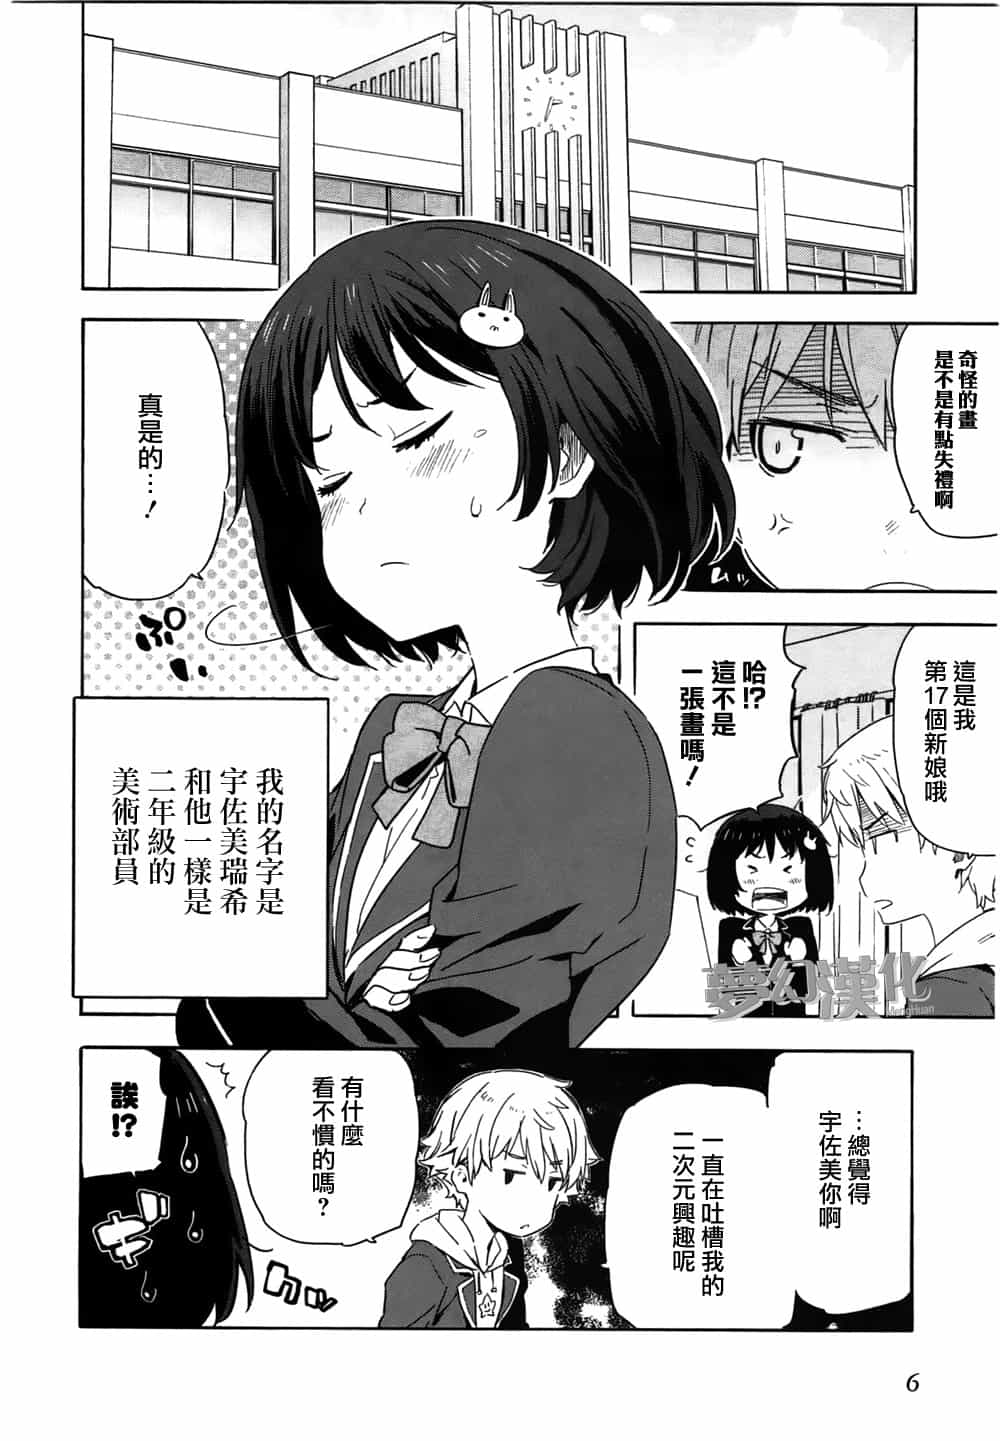 奇怪的畫
是不是有點失禮啊
真是的…！
ぷい
ムッ
這是我
第17個新娘哦
哈!?
這不是
一張畫嗎！
我的名字是
宇佐美瑞希
和他一樣是
二年級的
美術部員
夢幻漢化
MengHuan
…總覺得
宇佐美你啊
一直在吐槽我的
二次元興趣呢
有什麼
看不慣的嗎？
誒!?
ギクッ
6